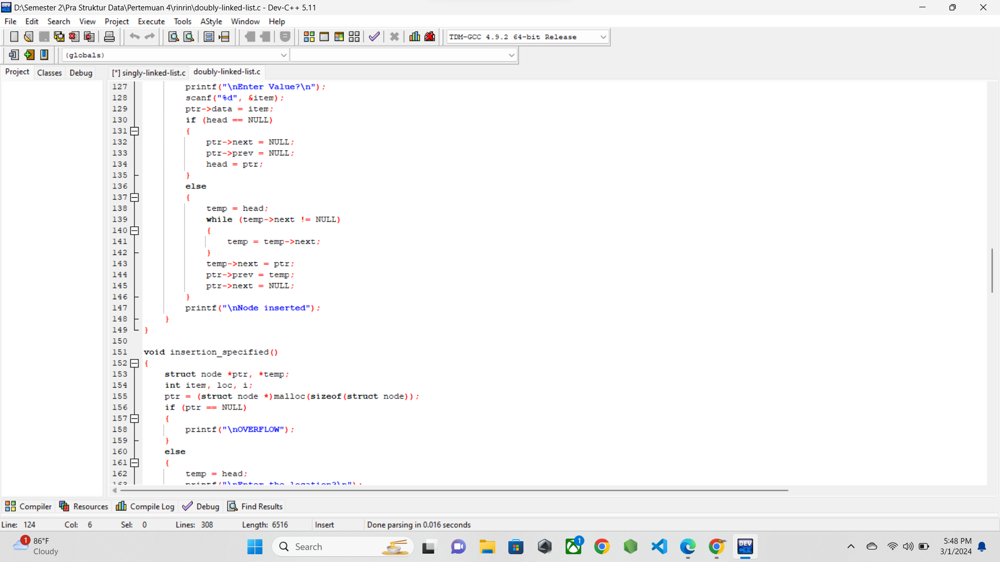 D:\Semester 2\Pra Struktur Data\Pertemuan 4\rinrin\doubly-linked-list.c - Dev-C++ 5.11
File Edit Search View Project Execute Tools AStyle Window Help
TDM-GCC 4.9.2 64-bit Release
(globals)
Project Classes Debug [*] singly-linked-list.c doubly-linked-list.c
127 printf("\nEnter Value?\n");
128 scanf("%d", &item);
129 ptr->data = item;
130 if (head == NULL)
131 {
132 ptr->next = NULL;
133 ptr->prev = NULL;
134 head = ptr;
135 }
136 else
137 {
138 temp = head;
139 while (temp->next != NULL)
140 {
141 temp = temp->next;
142 }
143 temp->next = ptr;
144 ptr->prev = temp;
145 ptr->next = NULL;
146 }
147 printf("\nNode inserted");
148 }
149 }
150
151 void insertion_specified()
152 {
153 struct node *ptr, *temp;
154 int item, loc, i;
155 ptr = (struct node *)malloc(sizeof(struct node));
156 if (ptr == NULL)
157 {
158 printf("\nOVERFLOW");
159 }
160 else
161 {
162 temp = head;
163 printf("\nEnter the location?\n");
Compiler Resources Compile Log Debug Find Results
Line: 124 Col: 6 Sel: 0 Lines: 308 Length: 6516 Insert Done parsing in 0.016 seconds
1 86°F
Cloudy
Search
1
DEV
C++
5:48 PM
3/1/2024